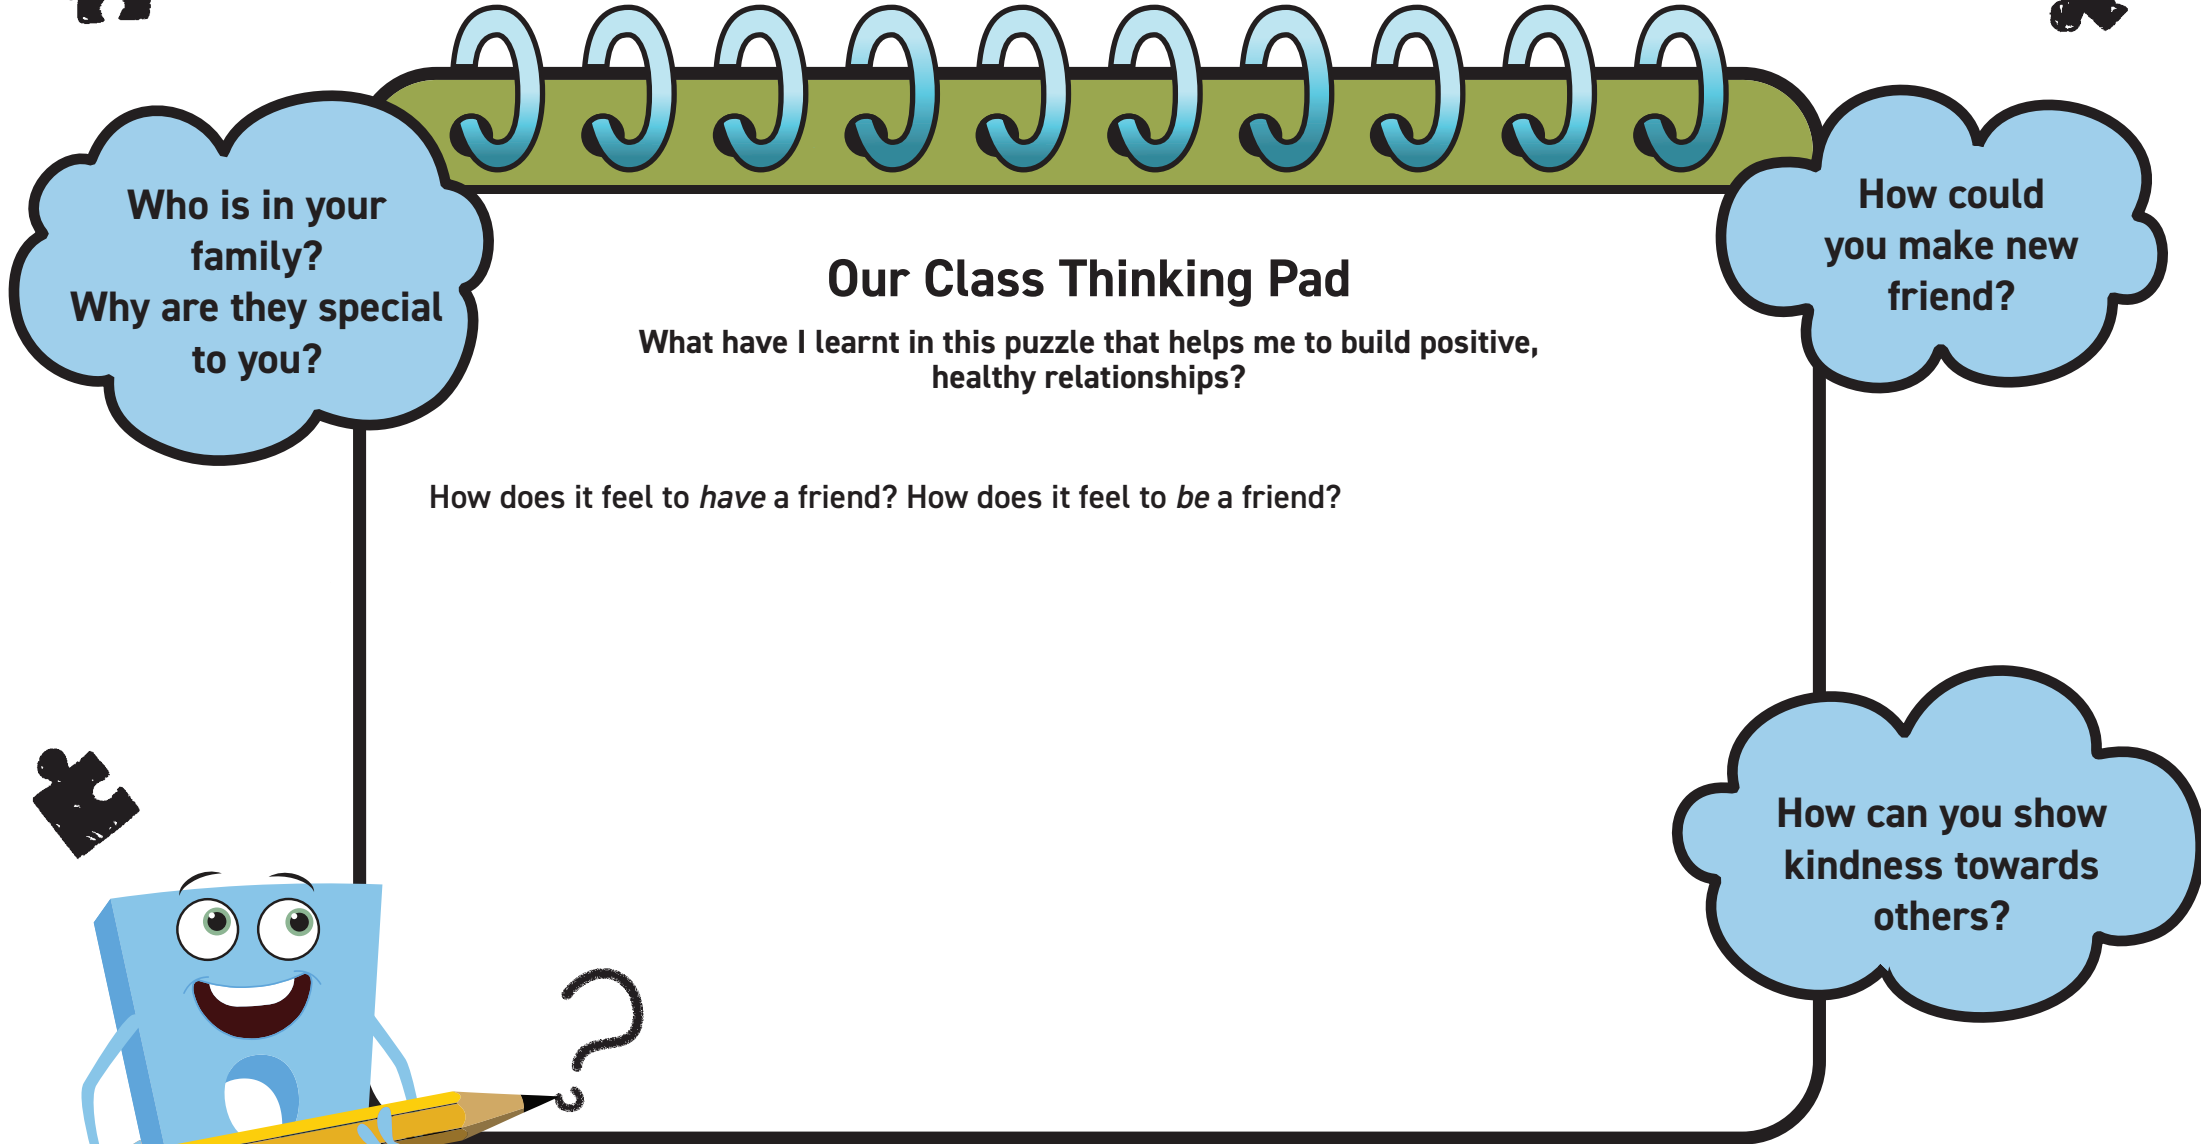 Who is in your
family?
Why are they special
to you?
How could
you make new
friend?
Our Class Thinking Pad
What have I learnt in this puzzle that helps me to build positive,
healthy relationships?
How does it feel to have a friend? How does it feel to be a friend?
How can you show
kindness towards
others?
?